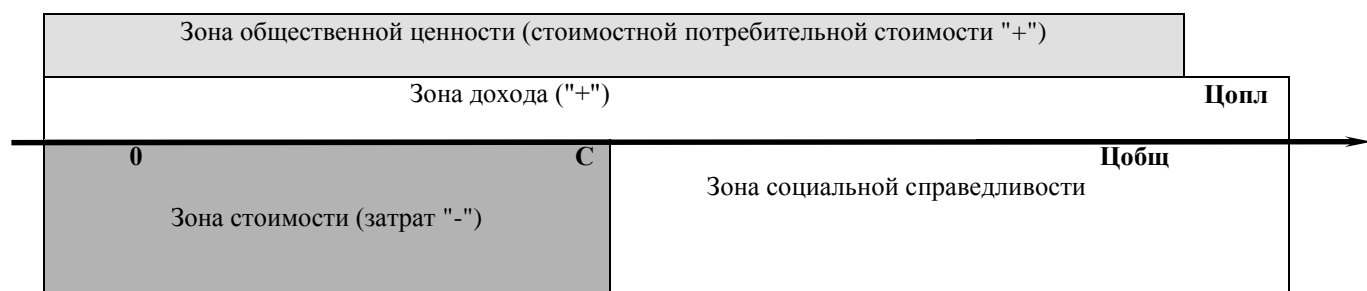 Зона общественной ценности (стоимостной потребительной стоимости "+")
Зона дохода ("+")
Цопл
0
С
Цобщ
Зона социальной справедливости
Зона стоимости (затрат "-")